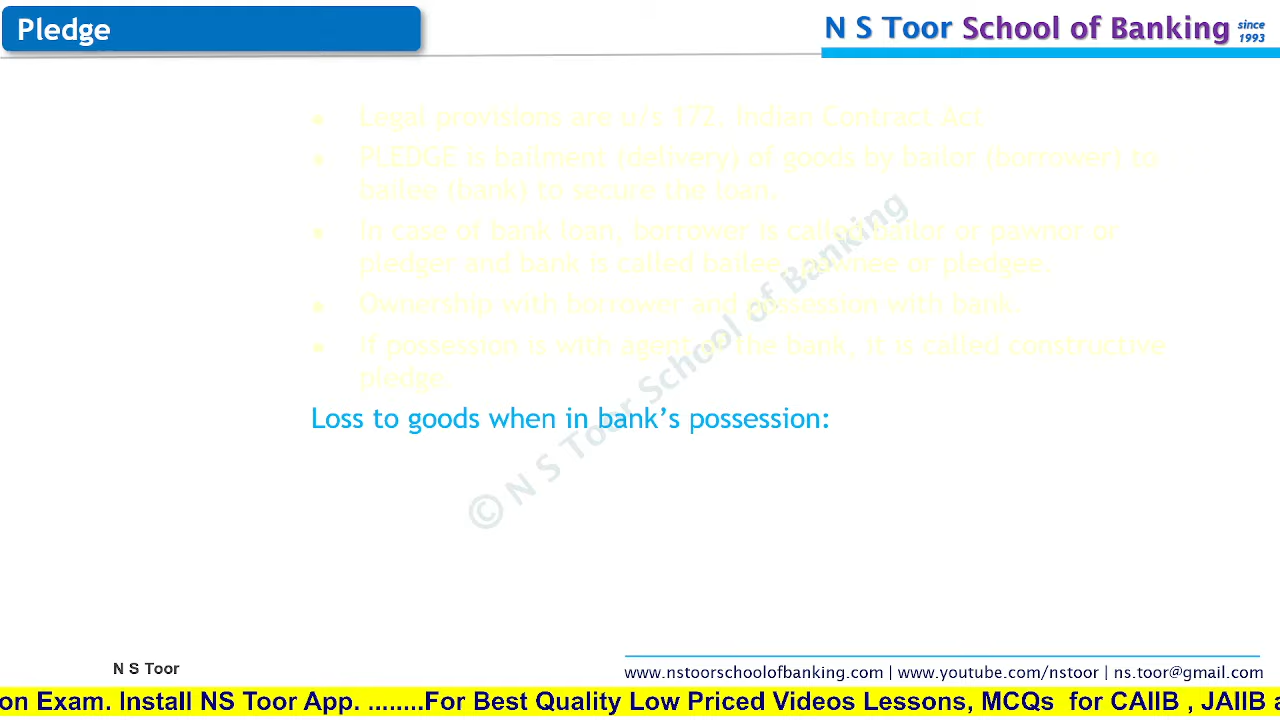 Pledge
N S Toor School of Banking since 1993
• Legal provisions are u/s 172, Indian Contract Act
• PLEDGE is bailment (delivery) of goods by bailor (borrower) to
bailee (bank) to secure the loan.
• In case of bank loan, borrower is called bailor or pawnor or
pledger and bank is called bailee, pawnee or pledgee.
• Ownership with borrower and possession with bank.
• If possession is with agent of the bank, it is called constructive
pledge.
Loss to goods when in bank’s possession:
© N S Toor School of Banking
N S Toor
www.nstoorschoolofbanking.com | www.youtube.com/nstoor | ns.toor@gmail.com
on Exam. Install NS Toor App. ........For Best Quality Low Priced Videos Lessons, MCQs for CAIIB , JAIIB a